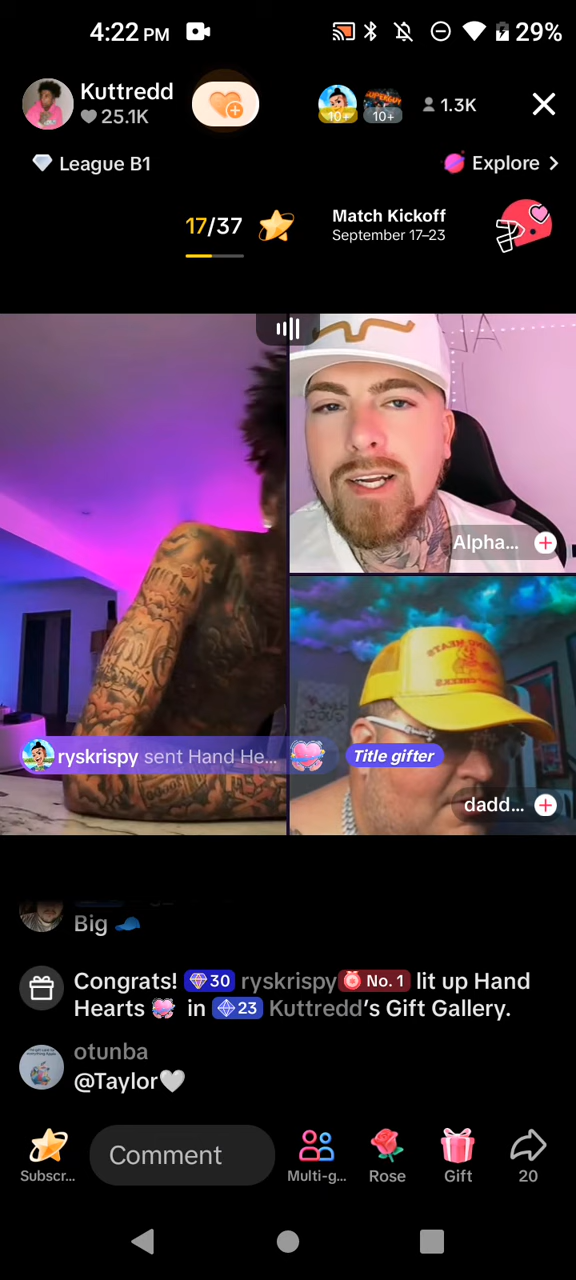 4:22 PM
29%
Kuttredd
25.1K
10+
10+
1.3K
League B1
Explore
17/37
Match Kickoff
September 17–23
Alpha...
ryskrispy sent Hand He...
Title gifter
dadd...
Big
Congrats! 30 ryskrispy No. 1 lit up Hand
Hearts in 23 Kuttredd's Gift Gallery.
otunba
@Taylor🤍
Comment
Subscr...
Multi-g...
Rose
Gift
20